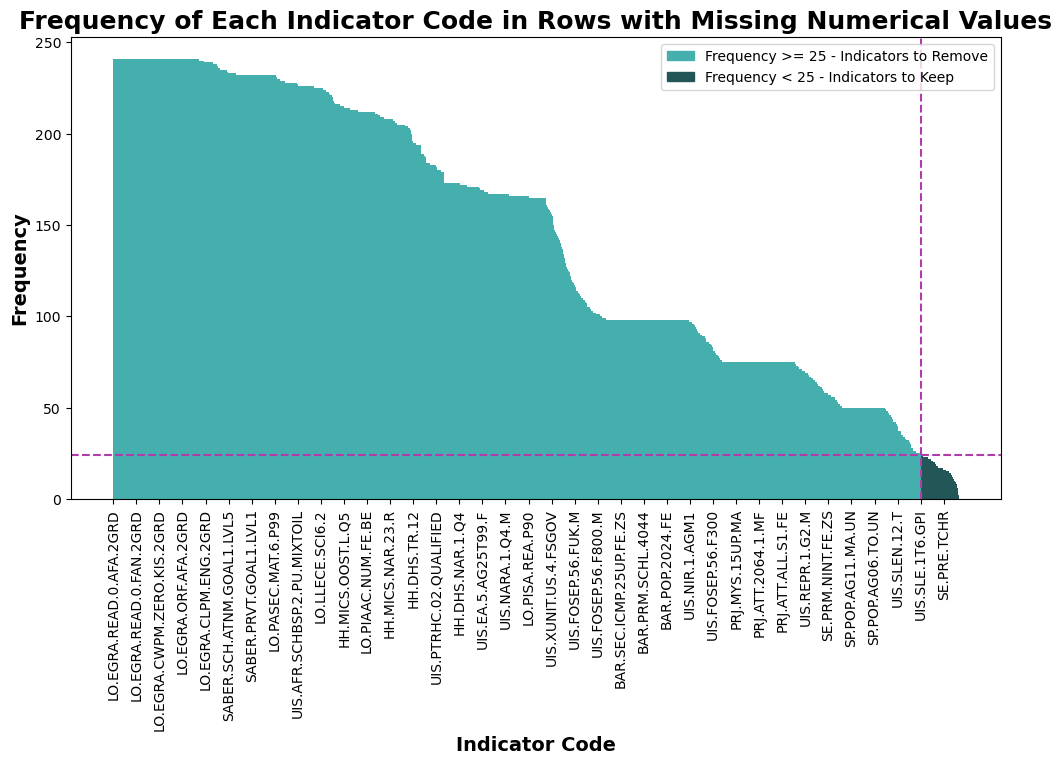 Frequency of Each Indicator Code in Rows with Missing Numerical Values
Frequency >= 25 - Indicators to Remove
Frequency < 25 - Indicators to Keep
Frequency
250
200
150
100
50
0
LO.EGRA.READ.0.AFA.2GRD
LO.EGRA.READ.0.FAN.2GRD
LO.EGRA.CWPM.ZERO.KIS.2GRD
LO.EGRA.ORF.AFA.2GRD
LO.EGRA.CLPM.ENG.2GRD
SABER.SCH.ATNM.GOAL1.LVL5
SABER.PRVT.GOAL1.LVL1
LO.PASEC.MAT.6.P99
UIS.AFR.SCHBSP.2.PU.MIXTOIL
LO.LLECE.SCI6.2
HH.MICS.OOST.L.Q5
LO.PIAAC.NUM.FE.BE
HH.MICS.NAR.23.R
HH.DHS.TR.12
UIS.PTRHC.02.QUALIFIED
HH.DHS.NAR.1.Q4
UIS.EA.5.AG25T99.F
UIS.NARA.1.Q4.M
LO.PISA.REA.P90
UIS.XUNIT.US.4.FSGOV
UIS.FOSEP.56.FUK.M
UIS.FOSEP.56.F800.M
BAR.SEC.ICMP.25UP.FE.ZS
BAR.PRM.SCHL.4044
BAR.POP.2024.FE
UIS.NIR.1.AGM1
UIS.FOSEP.56.F300
PRJ.MYS.15UP.MA
PRJ.ATT.2064.1.MF
PRJ.ATT.ALL.S1.FE
UIS.REPR.1.G2.M
SE.PRM.NINT.FE.ZS
SP.POP.AG11.MA.UN
SP.POP.AG06.TO.UN
UIS.SLEN.12.T
UIS.SLE.1T6.GPI
SE.PRE.TCHR
Indicator Code